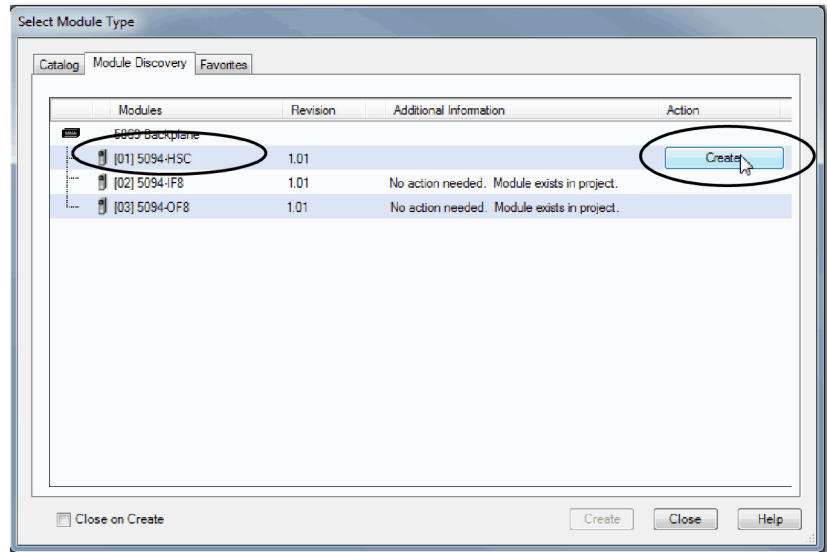 Select Module Type
Catalog Module Discovery Favorites
Modules Revision Additional Information Action
Backplane
[01] 5094-HSC 1.01 Create
[02] 5094-IF8 1.01 No action needed. Module exists in project.
[03] 5094-OF8 1.01 No action needed. Module exists in project.
Close on Create Create Close Help